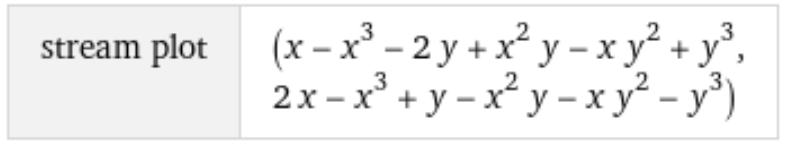 stream plot
(x – x³ – 2 y + x² y – x y² + y³,
2 x – x³ + y – x² y – x y² – y³)